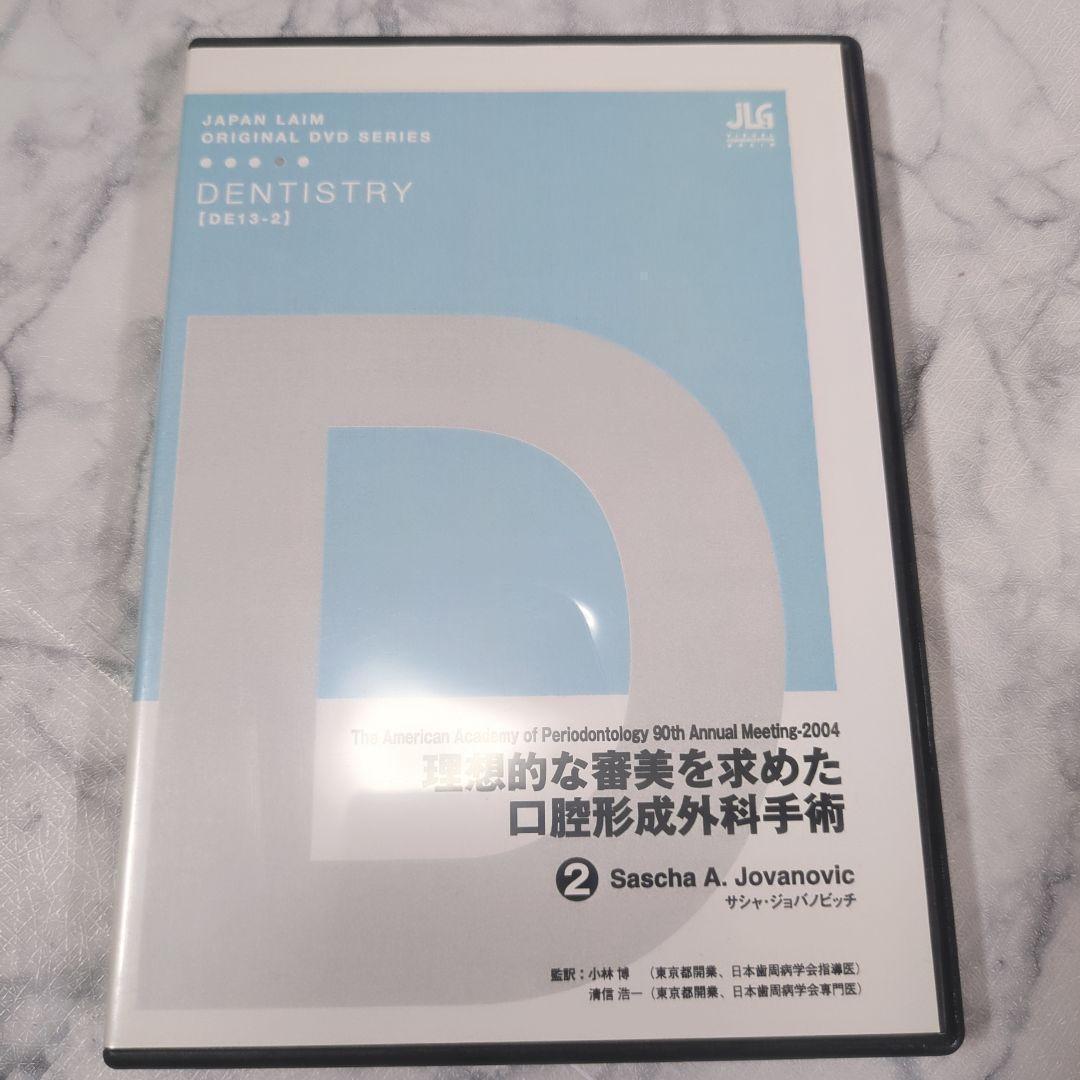 JAPAN LAIM
ORIGINAL DVD SERIES
JLG
VISUAL
MEDIA
DENTISTRY
【DE13-2】
The American Academy of Periodontology 90th Annual Meeting-2004
理想的な審美を求めた
口腔形成外科手術
❷ Sascha A. Jovanovic
サシャ・ジョバノビッチ
監訳：小林 博 （東京都開業、日本歯周病学会指導医）
清信 浩一（東京都開業、日本歯周病学会専門医）